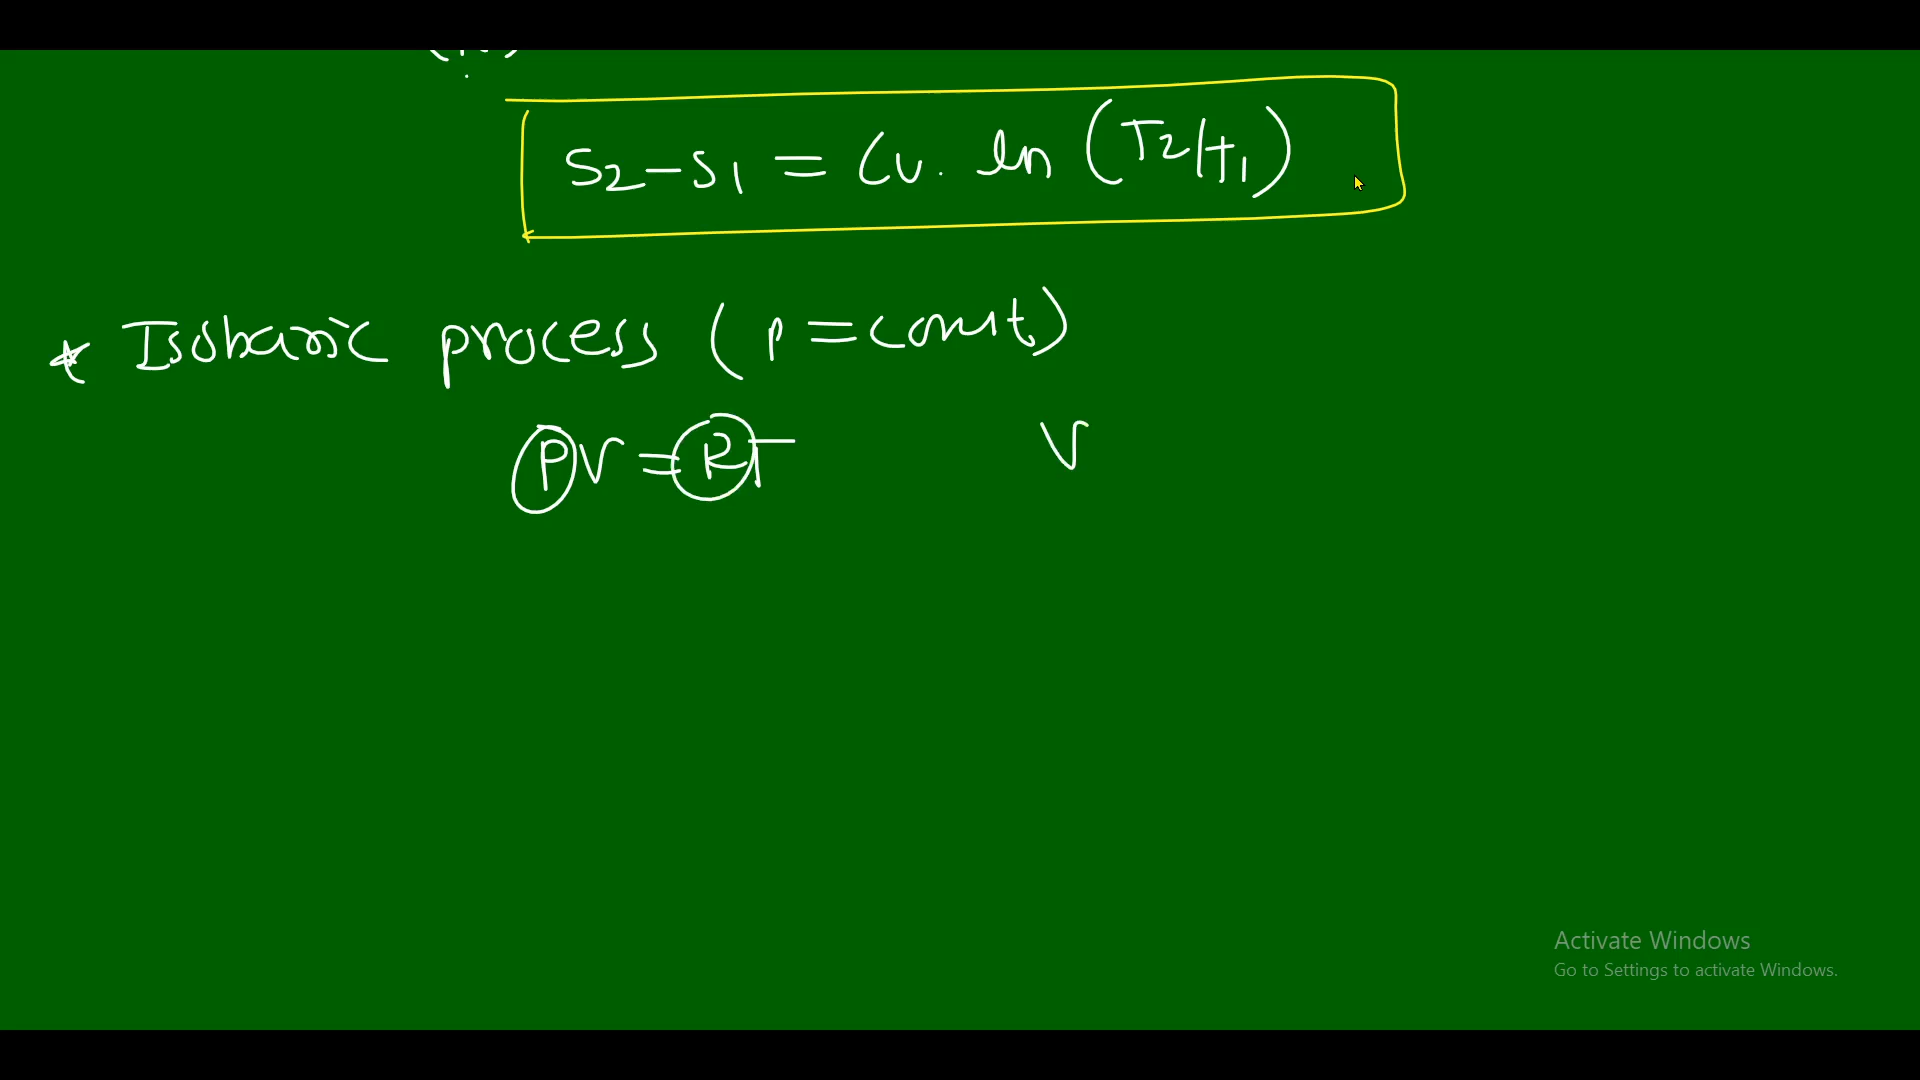 S2-S1 = Cv. ln (T2/T1)
* Isobaric process (P=const.)
PV = RT V
Activate Windows
Go to Settings to activate Windows.